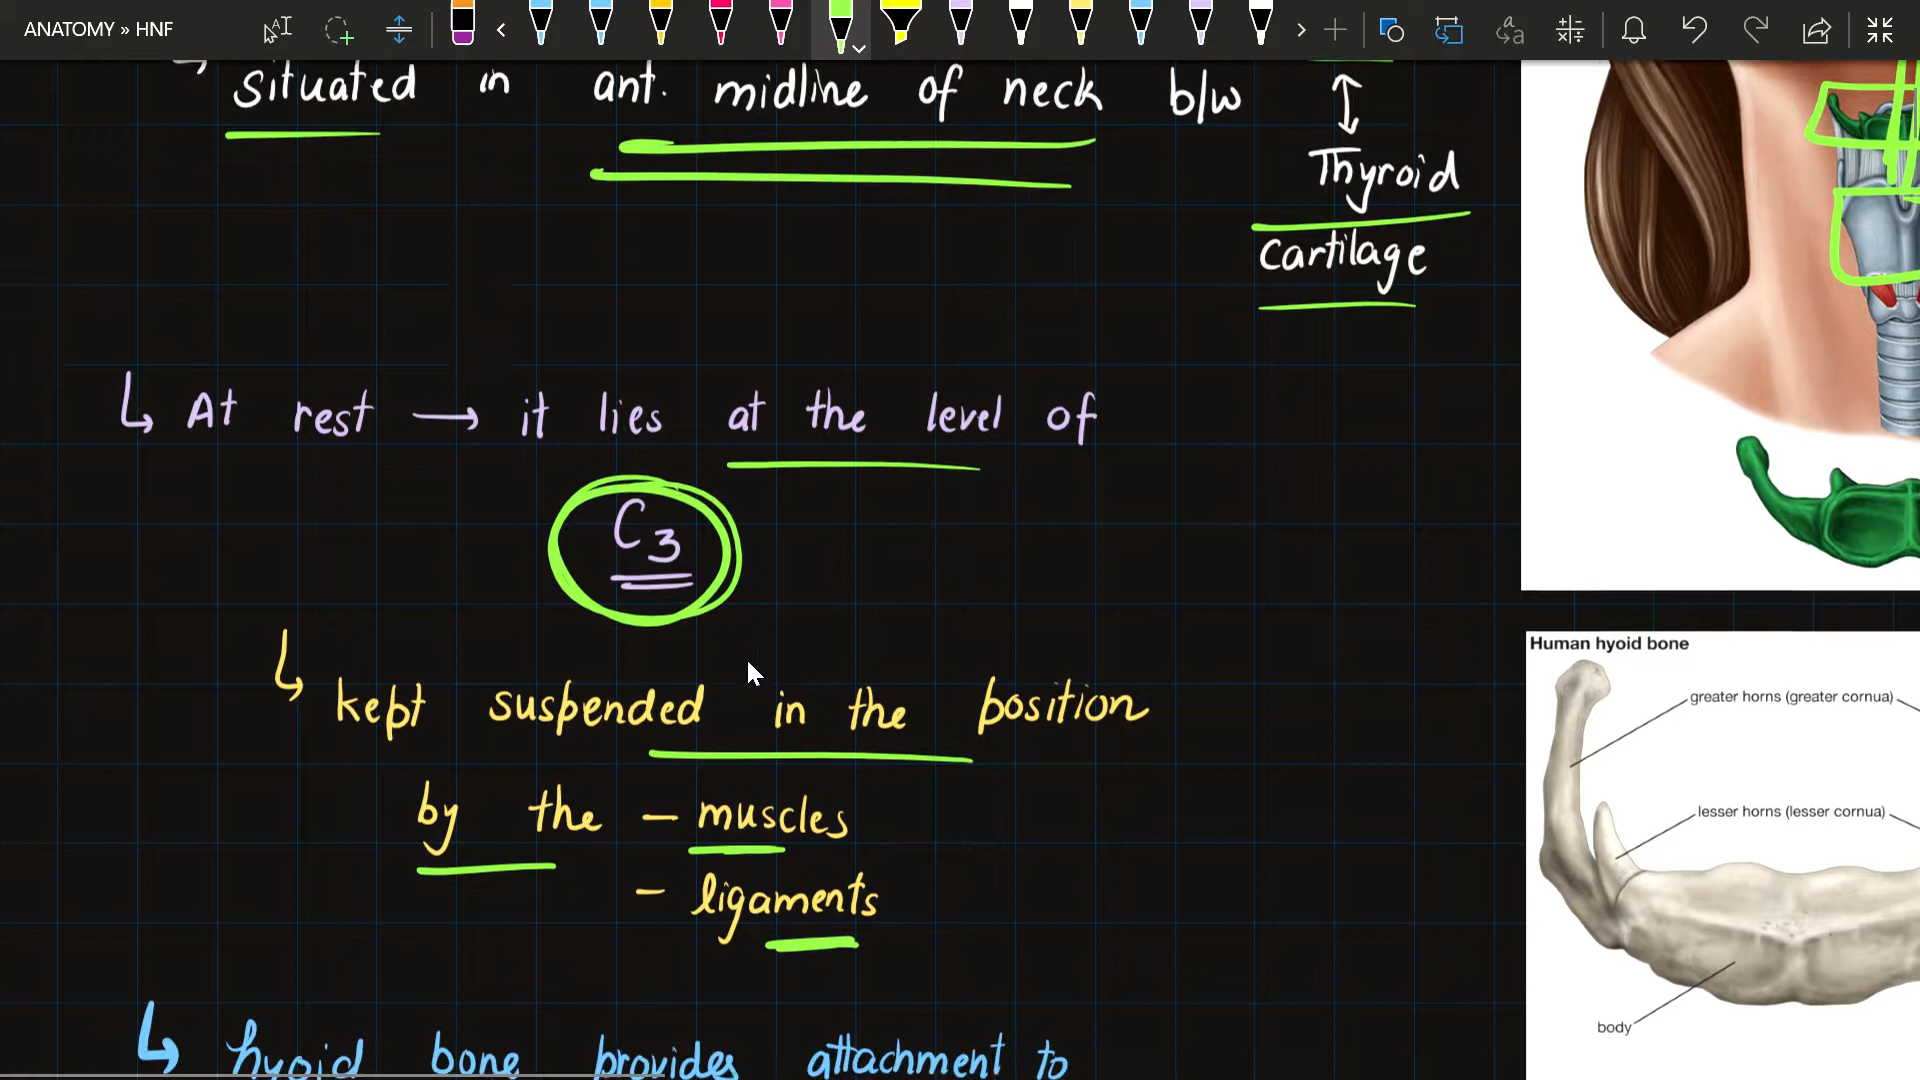 ANATOMY » HNF
situated in ant. midline of neck b/w
Thyroid
cartilage
At rest → it lies at the level of
C3
kept suspended in the position
by the — muscles
— ligaments
hyoid bone provides attachment to
Human hyoid bone
greater horns (greater cornua)
lesser horns (lesser cornua)
body